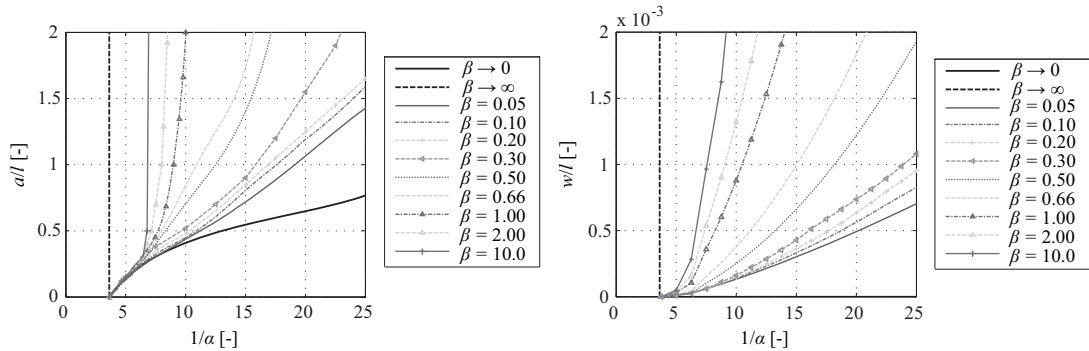 2
1.5
1
0.5
0
a/l [-]
0 5 10 15 20 25
1/α [-]
β → 0
β → ∞
β = 0.05
β = 0.10
β = 0.20
β = 0.30
β = 0.50
β = 0.66
β = 1.00
β = 2.00
β = 10.0
x 10⁻³
2
1.5
1
0.5
0
w/l [-]
0 5 10 15 20 25
1/α [-]
β → 0
β → ∞
β = 0.05
β = 0.10
β = 0.20
β = 0.30
β = 0.50
β = 0.66
β = 1.00
β = 2.00
β = 10.0